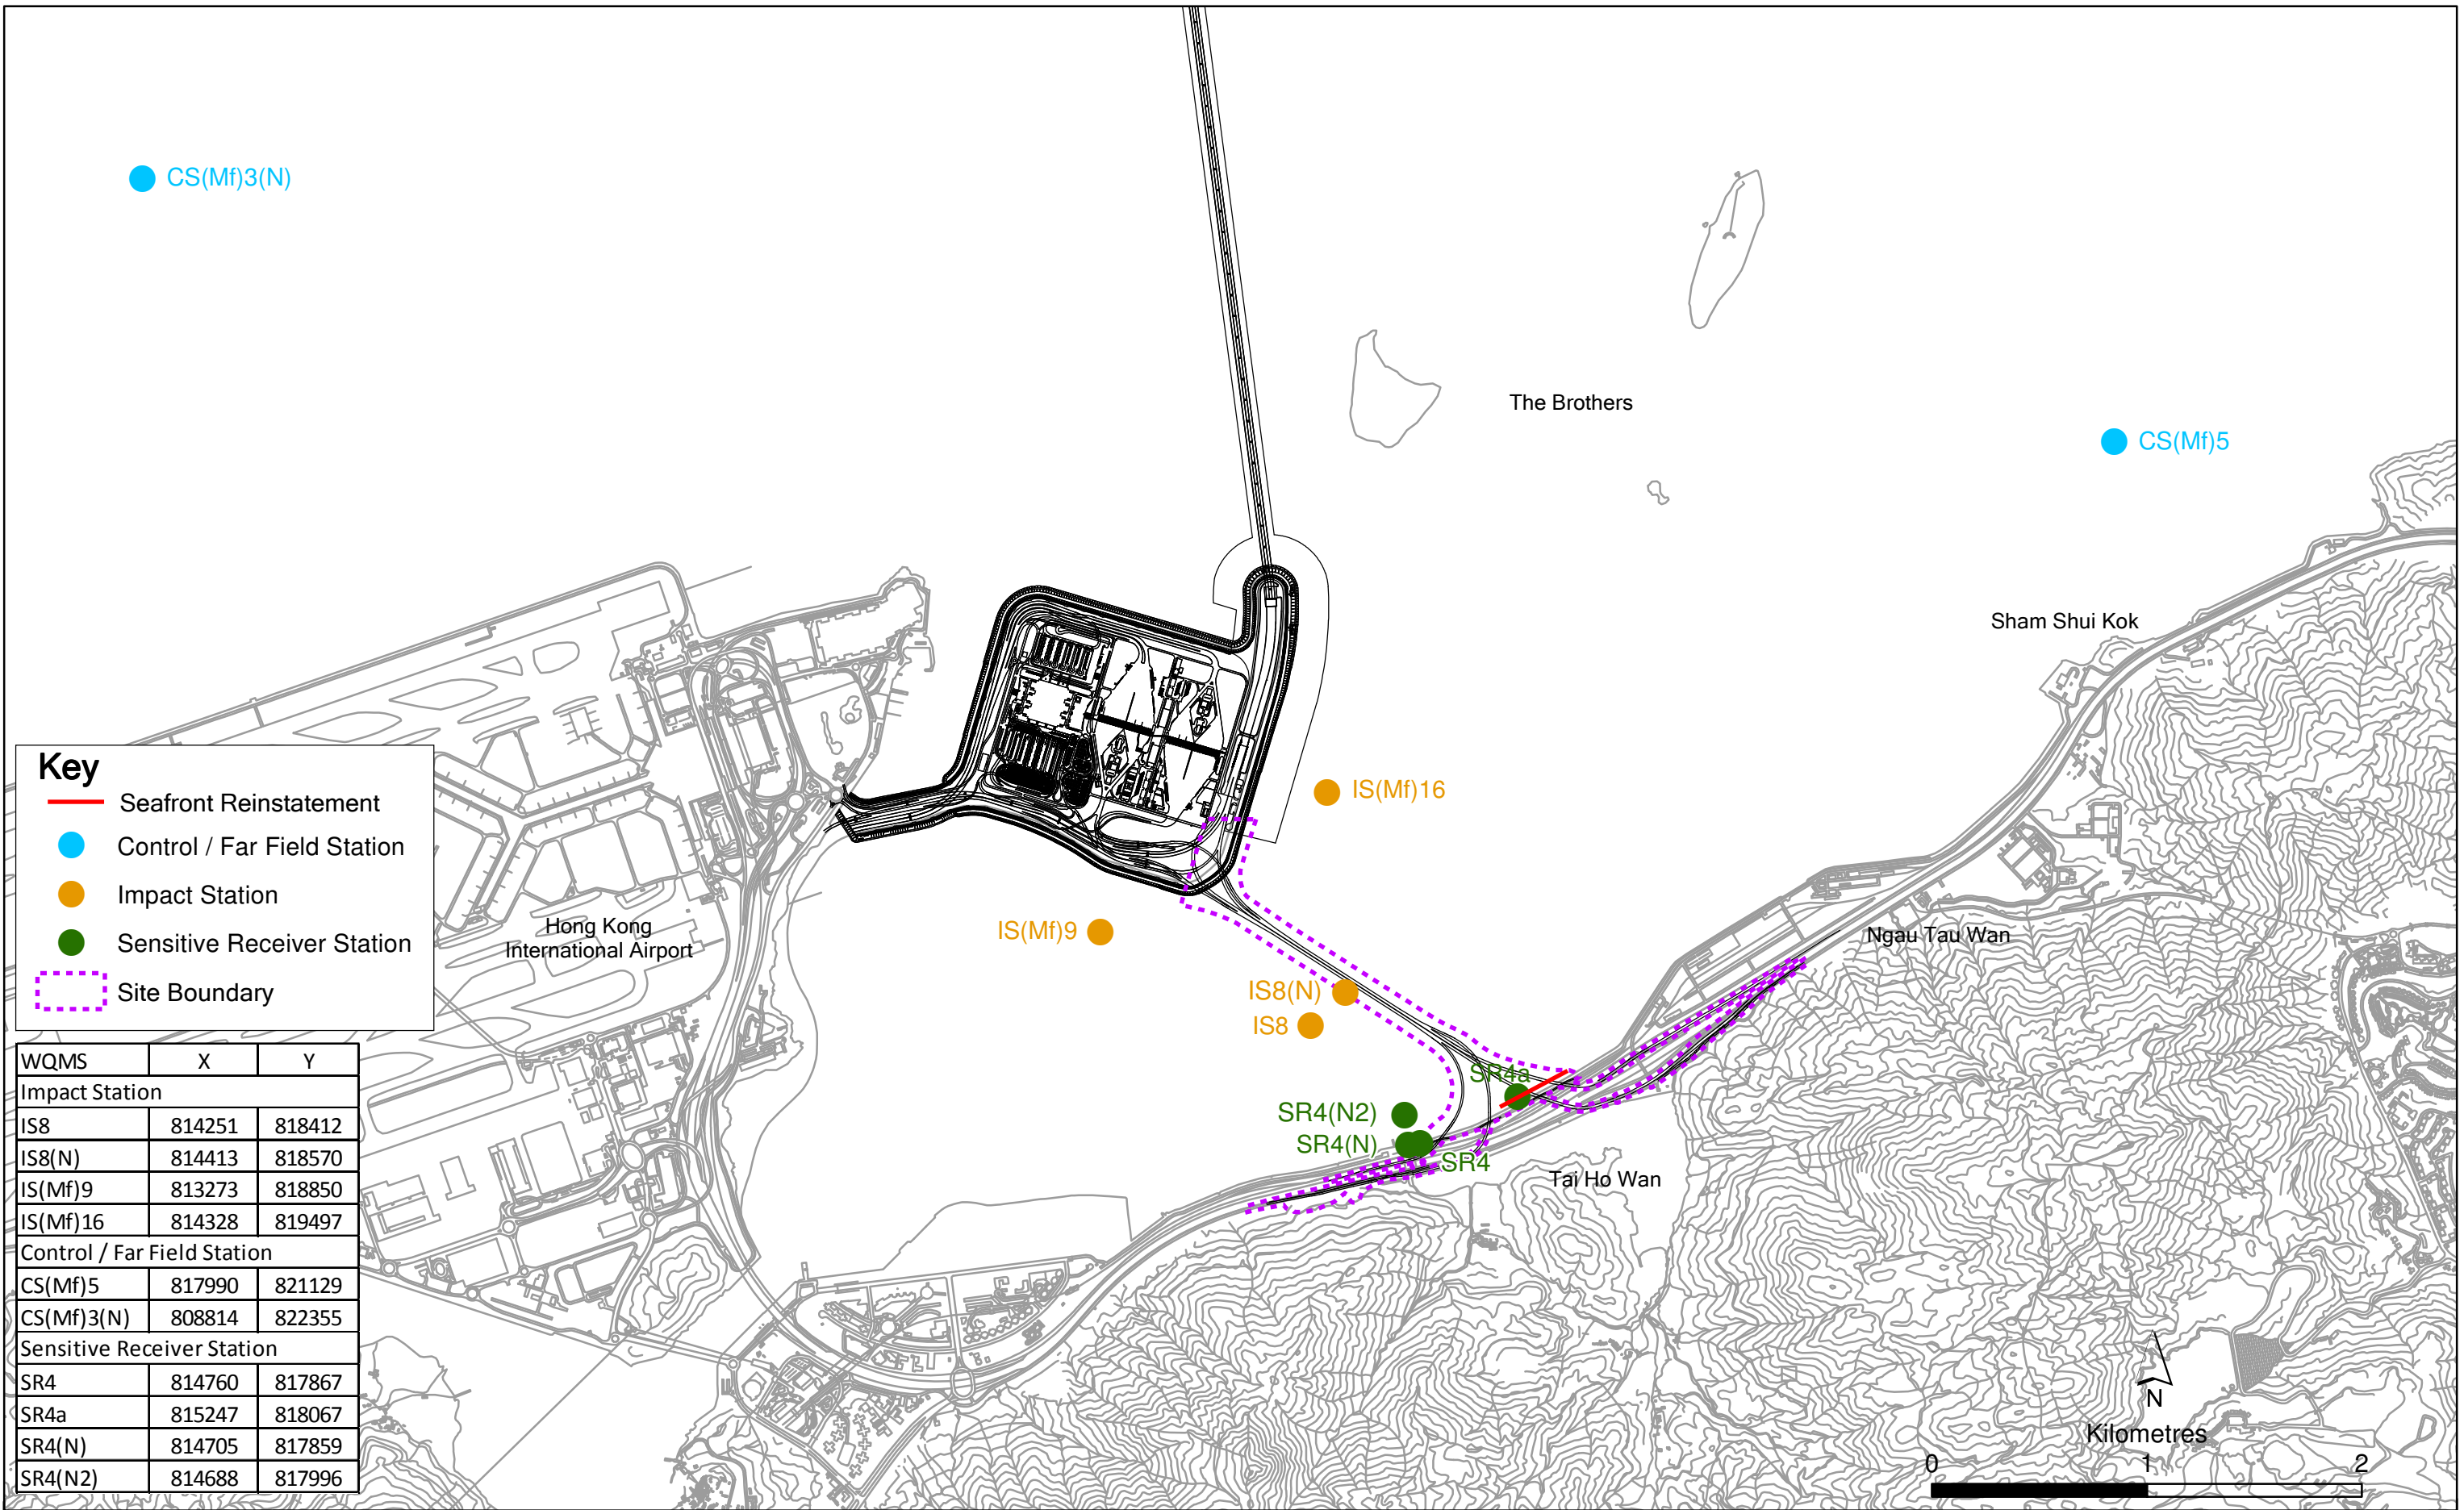 CS(Mf)3(N)
The Brothers
CS(Mf)5
Sham Shui Kok
IS(Mf)16
Ngau Tau Wan
Hong Kong
International Airport
IS(Mf)9
IS8(N)
IS8
SR4a
SR4(N2)
SR4(N)
SR4
Tai Ho Wan
Key
Seafront Reinstatement
Control / Far Field Station
Impact Station
Sensitive Receiver Station
Site Boundary
WQMS X Y
Impact Station
IS8 814251 818412
IS8(N) 814413 818570
IS(Mf)9 813273 818850
IS(Mf)16 814328 819497
Control / Far Field Station
CS(Mf)5 817990 821129
CS(Mf)3(N) 808814 822355
Sensitive Receiver Station
SR4 814760 817867
SR4a 815247 818067
SR4(N) 814705 817859
SR4(N2) 814688 817996
N
Kilometres
0 1 2